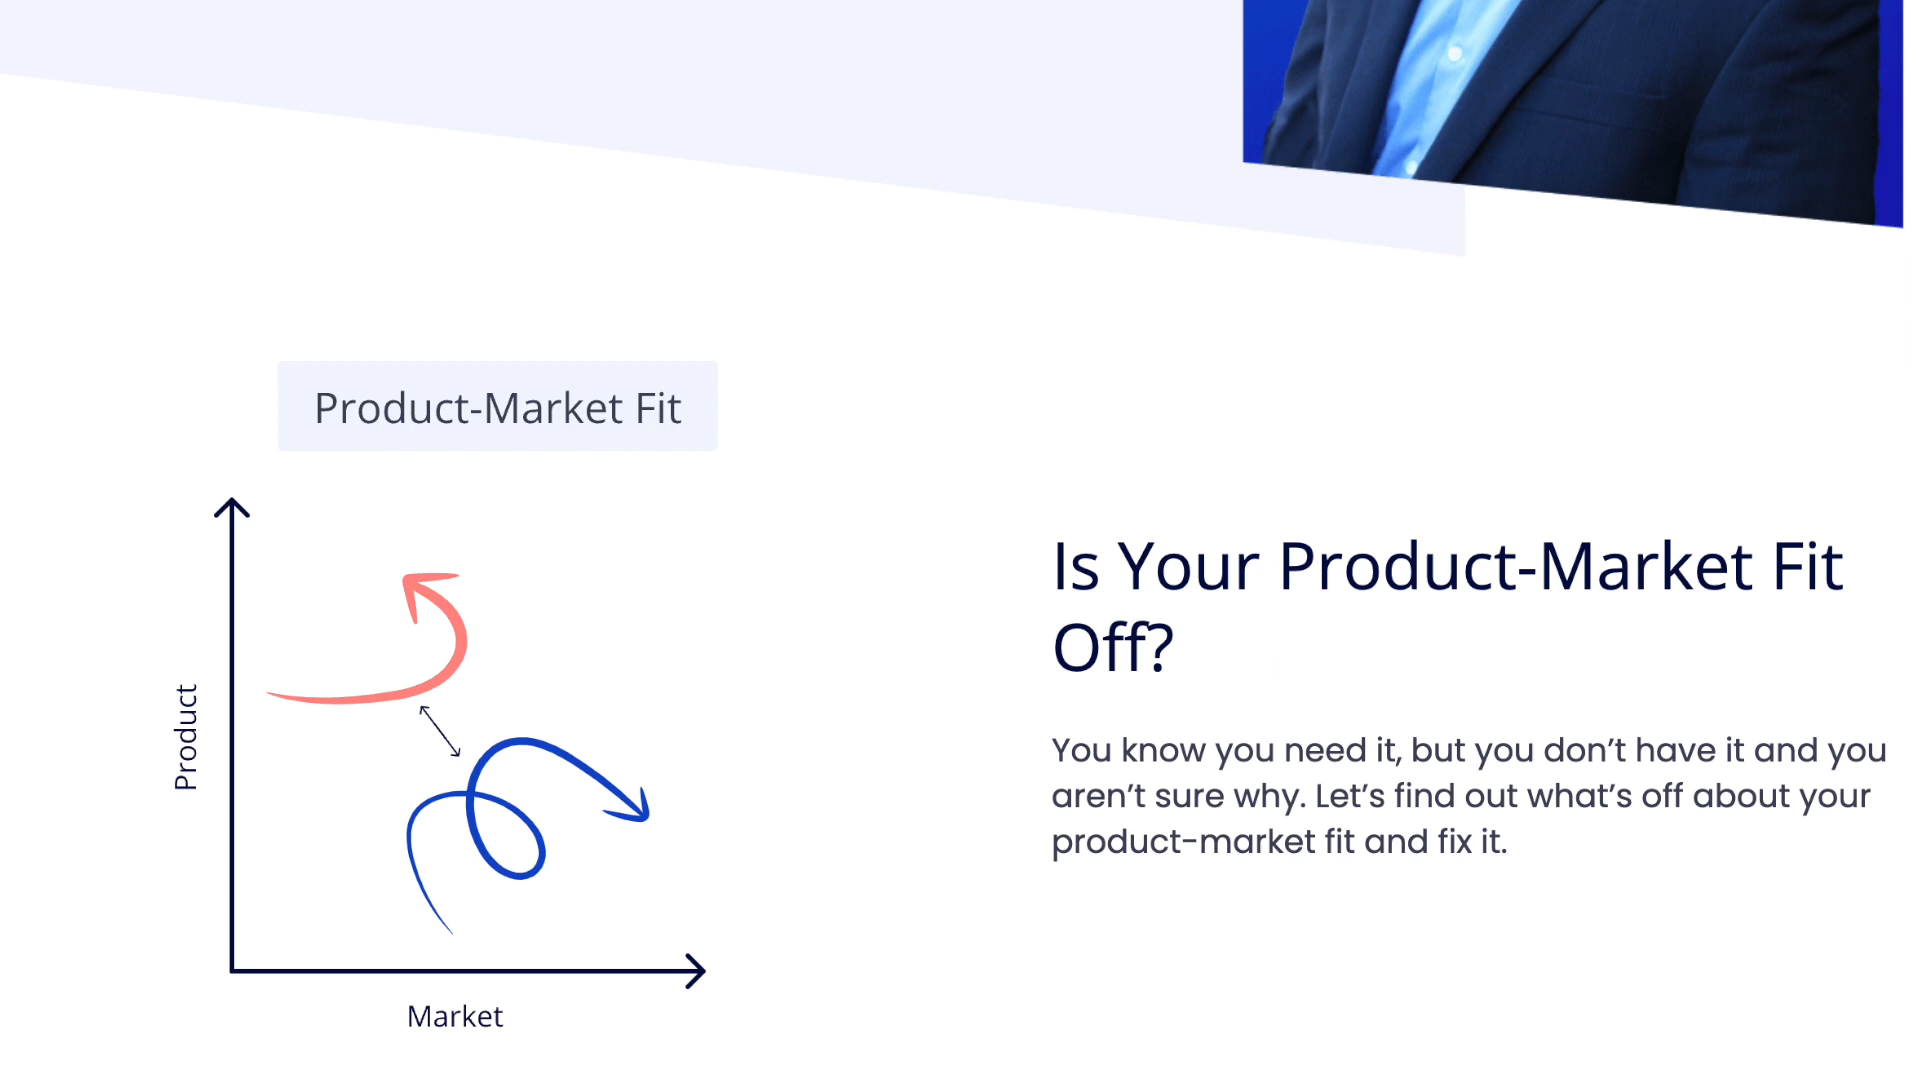 Product-Market Fit
Product
Market
Is Your Product-Market Fit
Off?
You know you need it, but you don’t have it and you
aren’t sure why. Let’s find out what’s off about your
product-market fit and fix it.